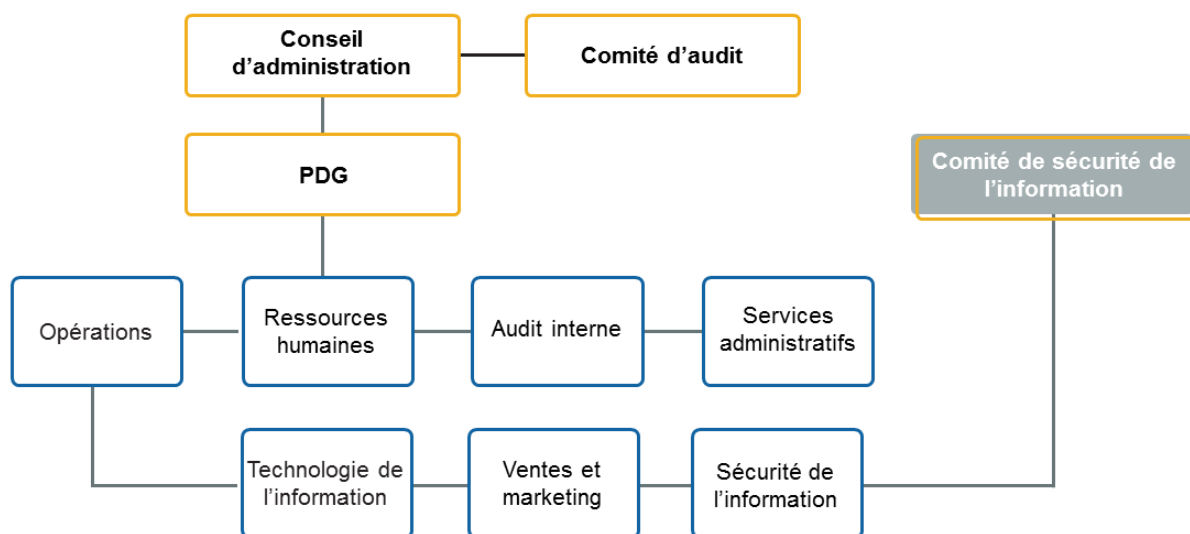 Conseil
d’administration
Comité d’audit
PDG
Comité de sécurité de
l’information
Opérations
Ressources
humaines
Audit interne
Services
administratifs
Technologie de
l’information
Ventes et
marketing
Sécurité de
l’information